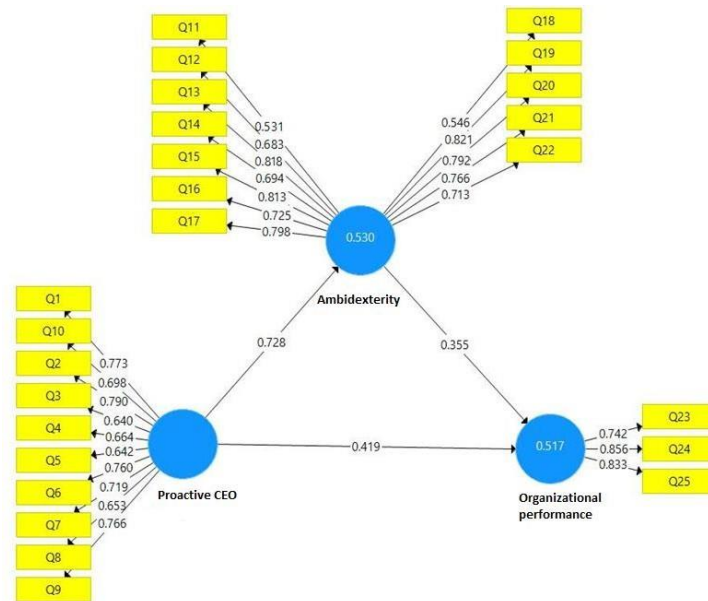 Q11
Q12
Q13
Q14
Q15
Q16
Q17
0.531
0.683
0.818
0.694
0.813
0.725
0.798
Q18
Q19
Q20
Q21
Q22
0.546
0.821
0.792
0.766
0.713
0.530
Ambidexterity
0.728
0.355
Q1
Q10
Q2
Q3
Q4
Q5
Q6
Q7
Q8
Q9
0.773
0.698
0.790
0.640
0.664
0.642
0.760
0.719
0.653
0.766
Proactive CEO
0.419
0.517
Organizational
performance
0.742
0.856
0.833
Q23
Q24
Q25